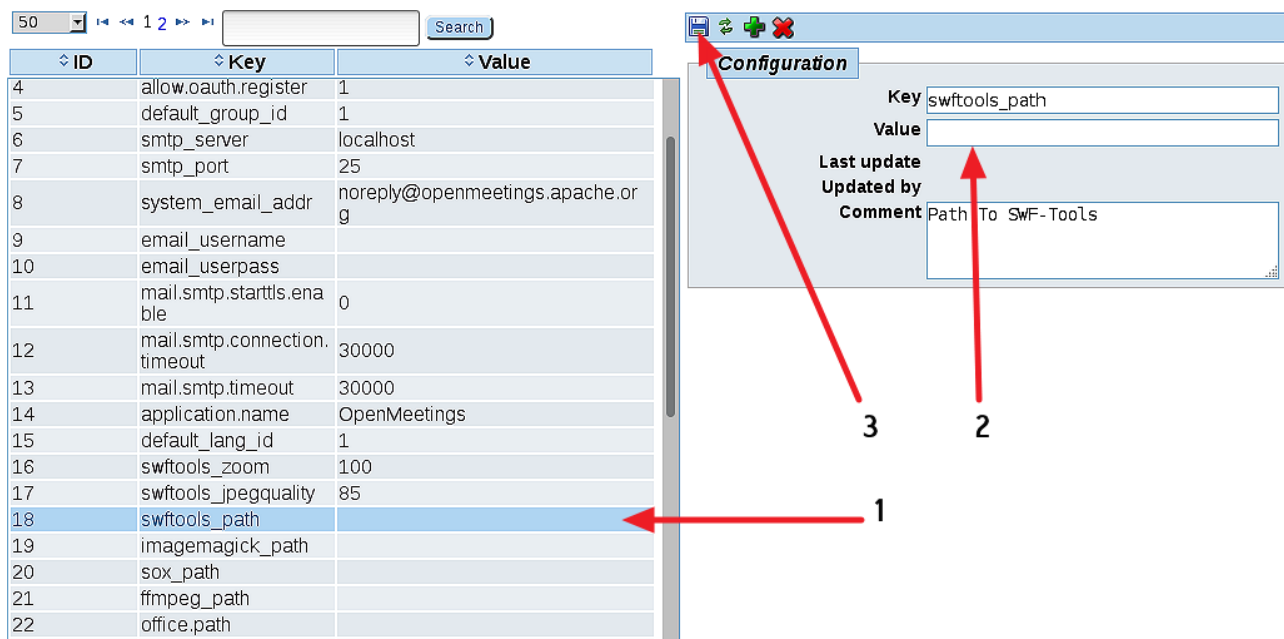 50 1 2 Search
ID Key Value
4 allow.oauth.register 1
5 default_group_id 1
6 smtp_server localhost
7 smtp_port 25
8 system_email_addr noreply@openmeetings.apache.or
g
9 email_username
10 email_userpass
11 mail.smtp.starttls.ena 0
ble
12 mail.smtp.connection. 30000
timeout
13 mail.smtp.timeout 30000
14 application.name OpenMeetings
15 default_lang_id 1
16 swftools_zoom 100
17 swftools_jpegquality 85
18 swftools_path
19 imagemagick_path
20 sox_path
21 ffmpeg_path
22 office.path
Configuration
Key swftools_path
Value
Last update
Updated by
Comment Path To SWF-Tools
3 2
1